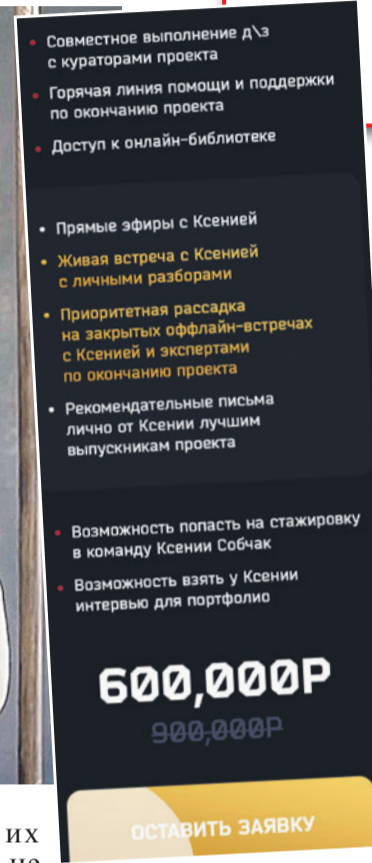 • Совместное выполнение д\з
с кураторами проекта
• Горячая линия помощи и поддержки
по окончанию проекта
• Доступ к онлайн-библиотеке
• Прямые эфиры с Ксенией
• Живая встреча с Ксенией
с личными разборами
• Приоритетная рассадка
на закрытых оффлайн-встречах
с Ксенией и экспертами
по окончанию проекта
• Рекомендательные письма
лично от Ксении лучшим
выпускникам проекта
• Возможность попасть на стажировку
в команду Ксении Собчак
• Возможность взять у Ксении
интервью для портфолио
600,000Р
900,000Р
ОСТАВИТЬ ЗАЯВКУ
их